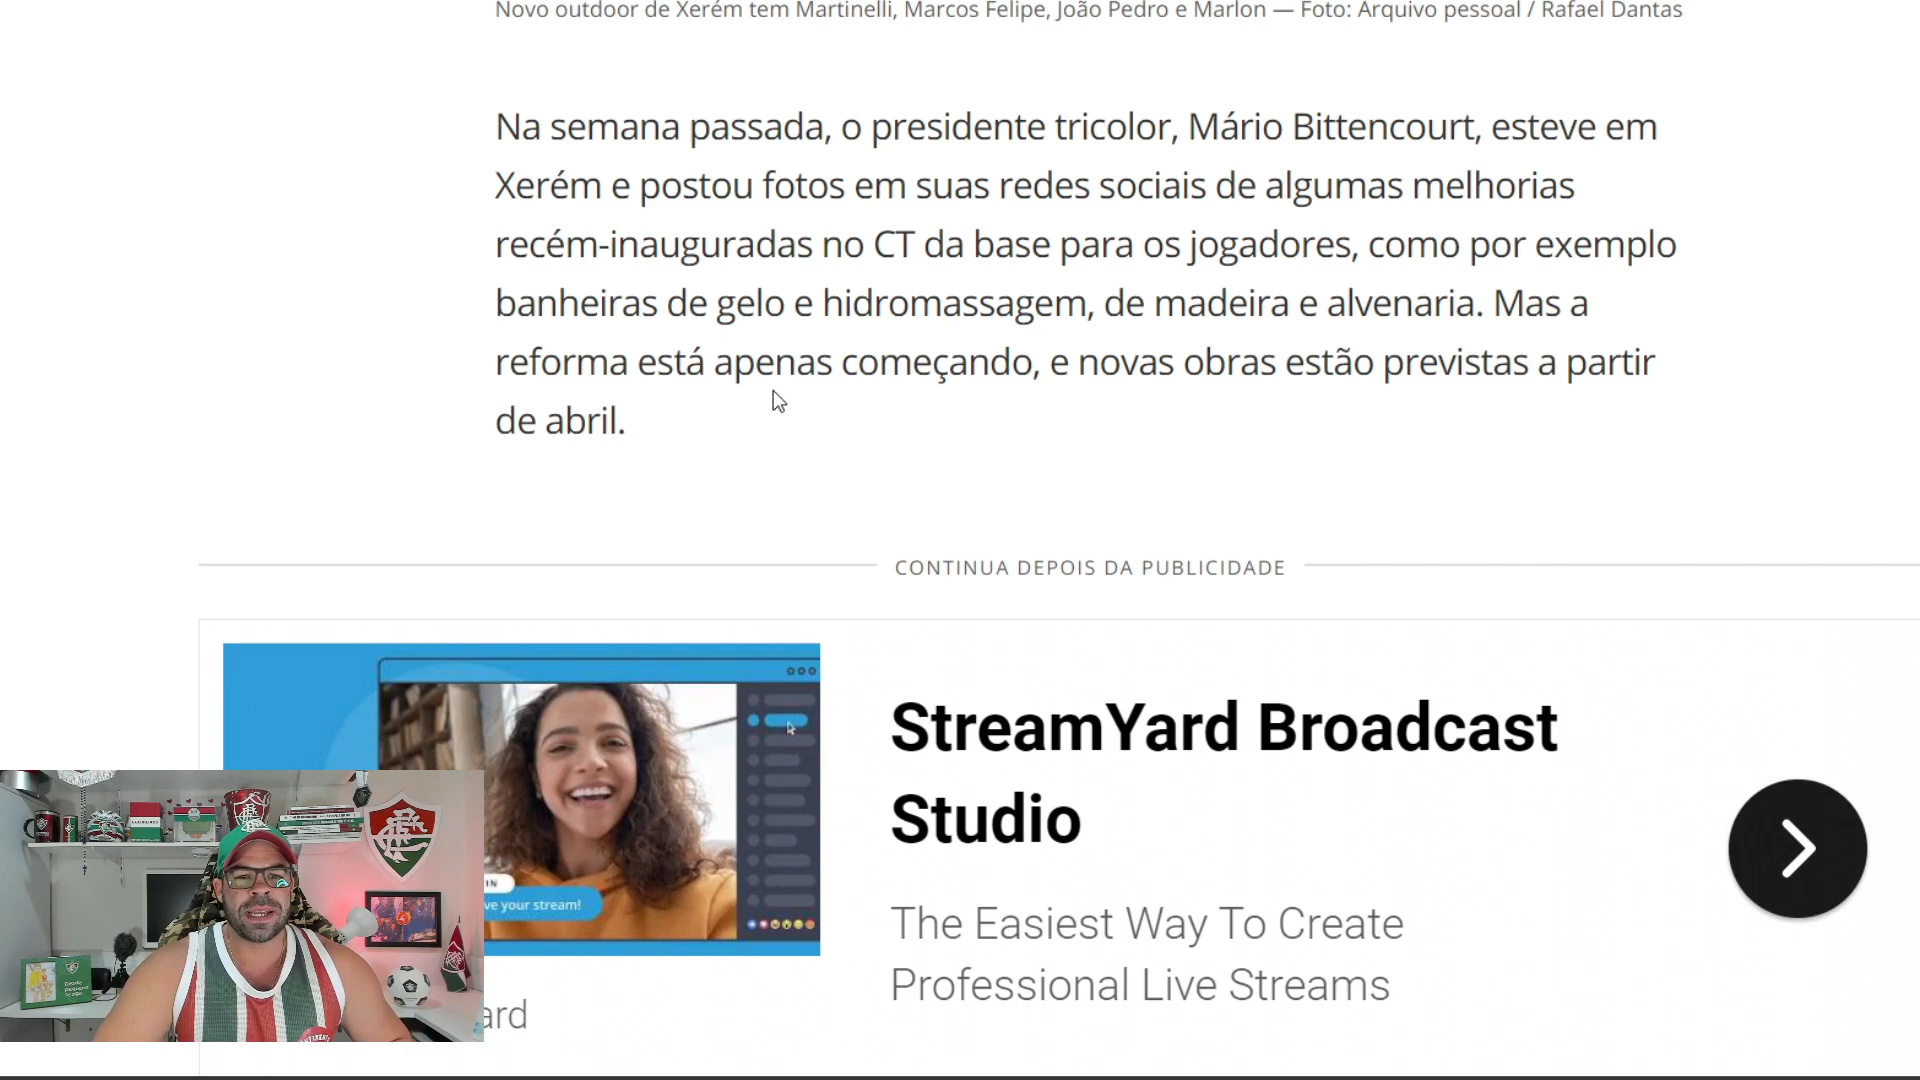 Novo outdoor de Xerém tem Martinelli, Marcos Felipe, João Pedro e Marlon — Foto: Arquivo pessoal / Rafael Dantas
Na semana passada, o presidente tricolor, Mário Bittencourt, esteve em
Xerém e postou fotos em suas redes sociais de algumas melhorias
recém-inauguradas no CT da base para os jogadores, como por exemplo
banheiras de gelo e hidromassagem, de madeira e alvenaria. Mas a
reforma está apenas começando, e novas obras estão previstas a partir
de abril.
CONTINUA DEPOIS DA PUBLICIDADE
StreamYard Broadcast
Studio
The Easiest Way To Create
Professional Live Streams
IN
ve your stream!
ard